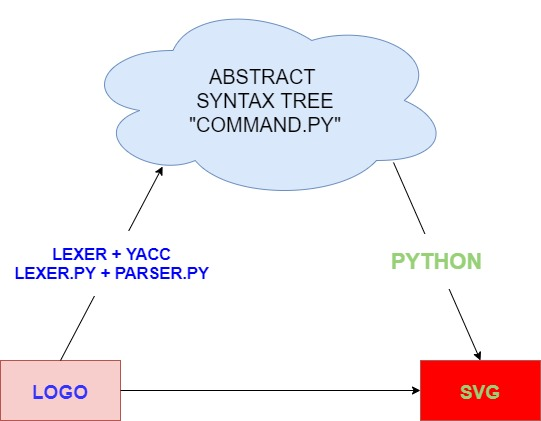 ABSTRACT
SYNTAX TREE
"COMMAND.PY"
LEXER + YACC
LEXER.PY + PARSER.PY
PYTHON
LOGO
SVG